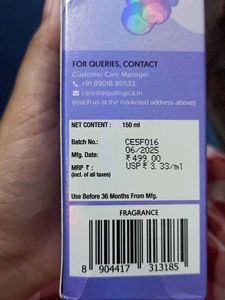 FOR QUERIES, CONTACT
Customer Care Manager
+91 89018 85533
care@aqualogica.in
(reach us at the marketed address above)
NET CONTENT: 150 ml
Batch No.: CE5F016
Mfg. Date: 06/2025
MRP ₹: ₹ 499.00
(incl. of all taxes) USP ₹ 3.33/ml
Use Before 36 Months From Mfg.
FRAGRANCE
8 904417 313185